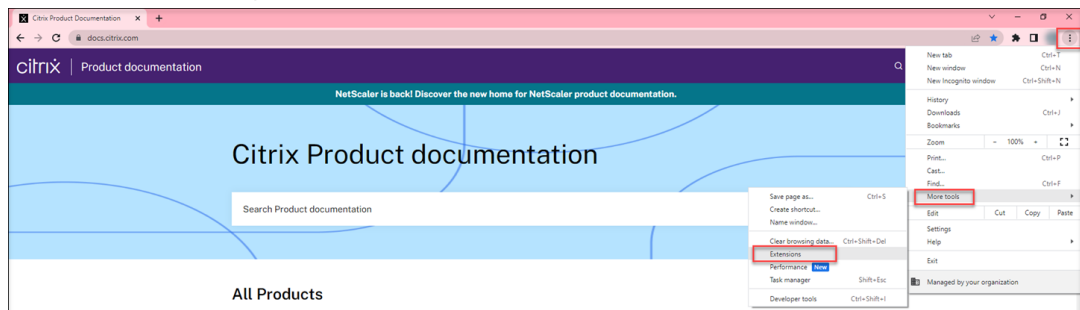 Citrix Product Documentation
docs.citrix.com
citrix | Product documentation
NetScaler is back! Discover the new home for NetScaler product documentation.
Citrix Product documentation
Search Product documentation
All Products
New tab Ctrl+T
New window Ctrl+N
New Incognito window Ctrl+Shift+N
History
Downloads Ctrl+J
Bookmarks
Zoom - 100% +
Print... Ctrl+P
Cast...
Find... Ctrl+F
More tools
Edit Cut Copy Paste
Settings
Help
Exit
Managed by your organization
Save page as... Ctrl+S
Create shortcut...
Name window...
Clear browsing data... Ctrl+Shift+Del
Extensions
Performance New
Task manager Shift+Esc
Developer tools Ctrl+Shift+I